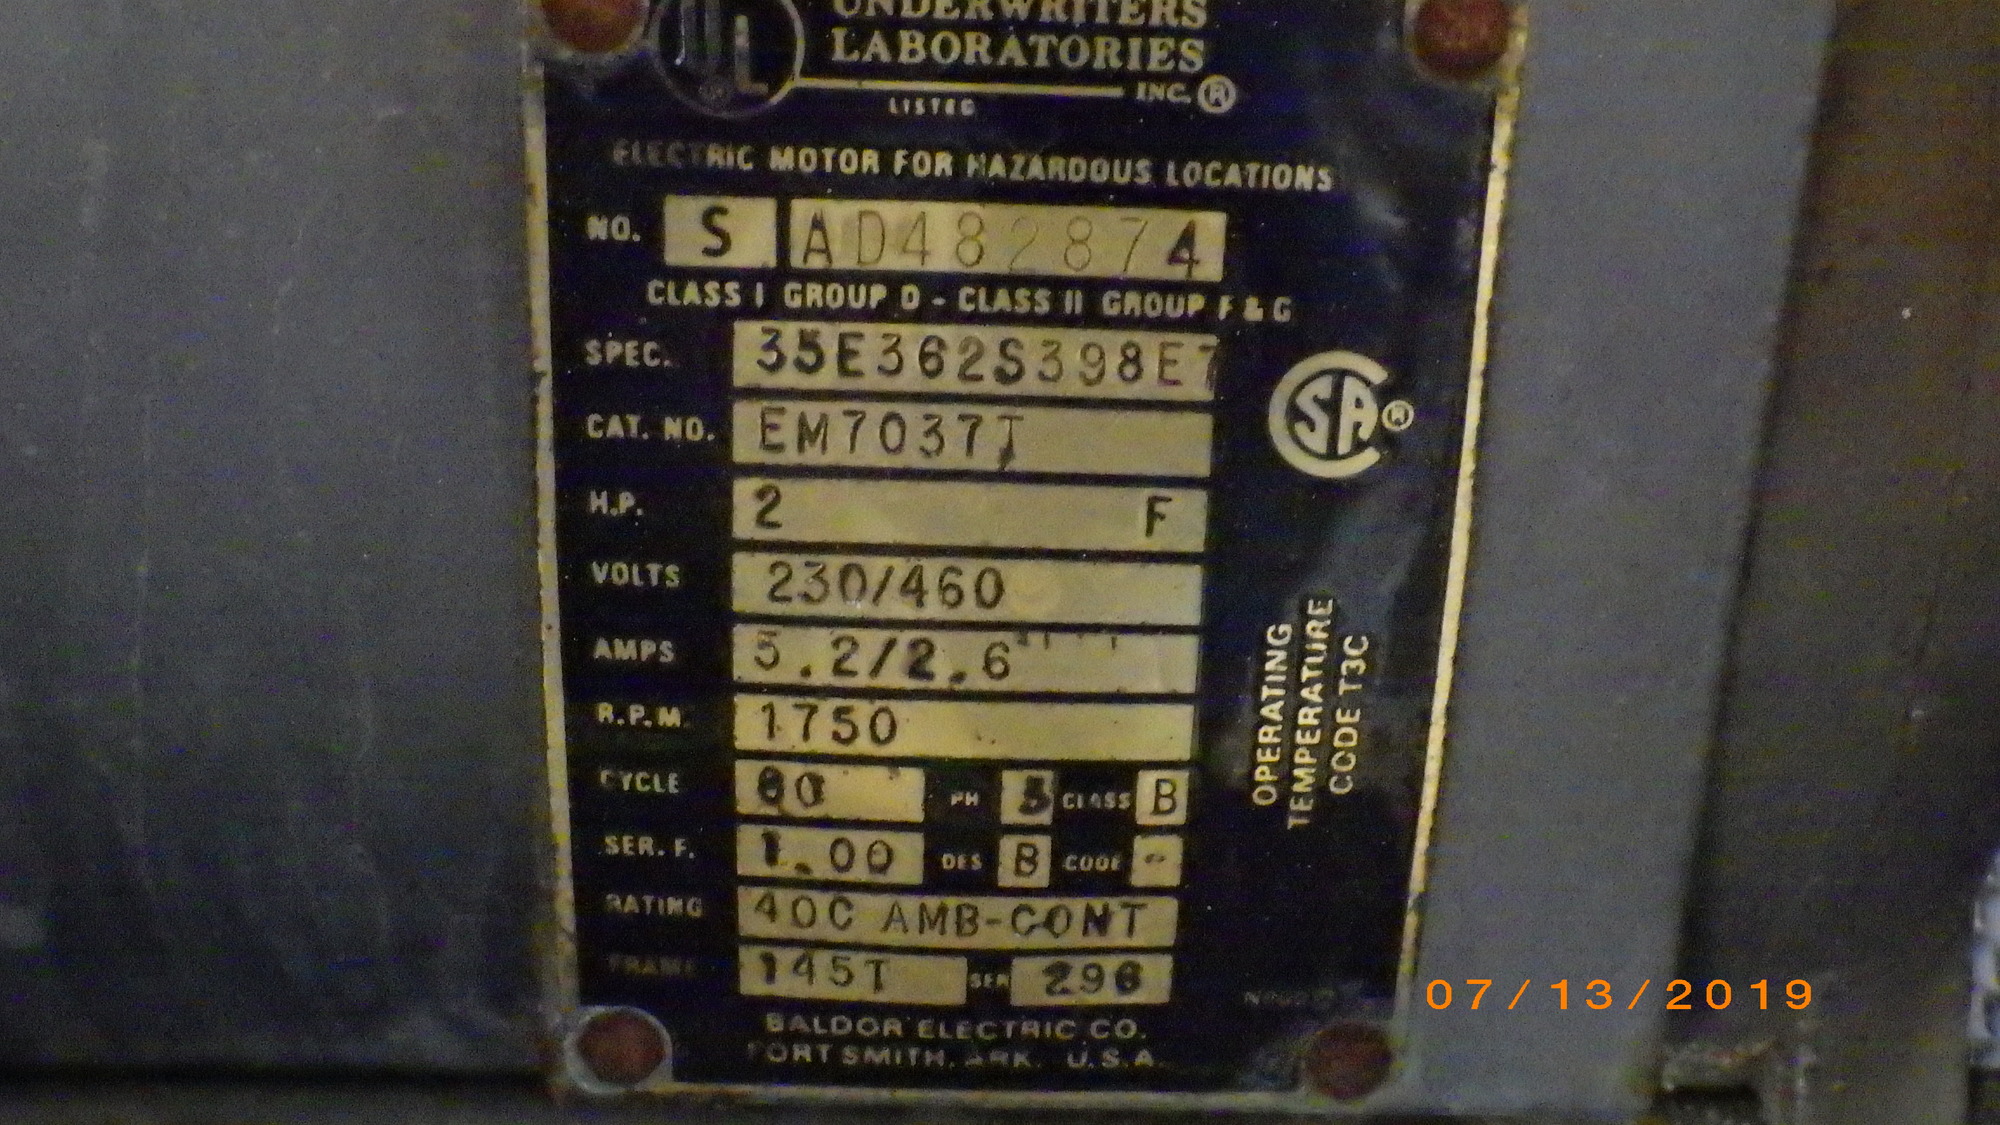 UL
UNDERWRITERS
LABORATORIES
INC. ®
LISTED
ELECTRIC MOTOR FOR HAZARDOUS LOCATIONS
NO. S AD482874
CLASS I GROUP D - CLASS II GROUP F & G
SPEC. 35E362S398E7
CAT. NO. EM7037T
H.P. 2 F
VOLTS 230/460
AMPS 5.2/2.6
R.P.M. 1750
CYCLE 60 PH 3 CLASS B
SER. F. 1.00 DES B CODE -
RATING 40C AMB-CONT
FRAME 145T SER 296
BALDOR ELECTRIC CO.
FORT SMITH, ARK. U.S.A.
CSA ®
OPERATING
TEMPERATURE
CODE T3C
07/13/2019